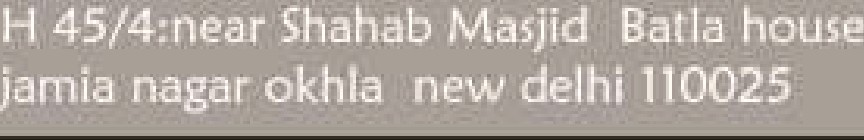 H 45/4:near Shahab Masjid Batla house
jamia nagar okhla new delhi 110025